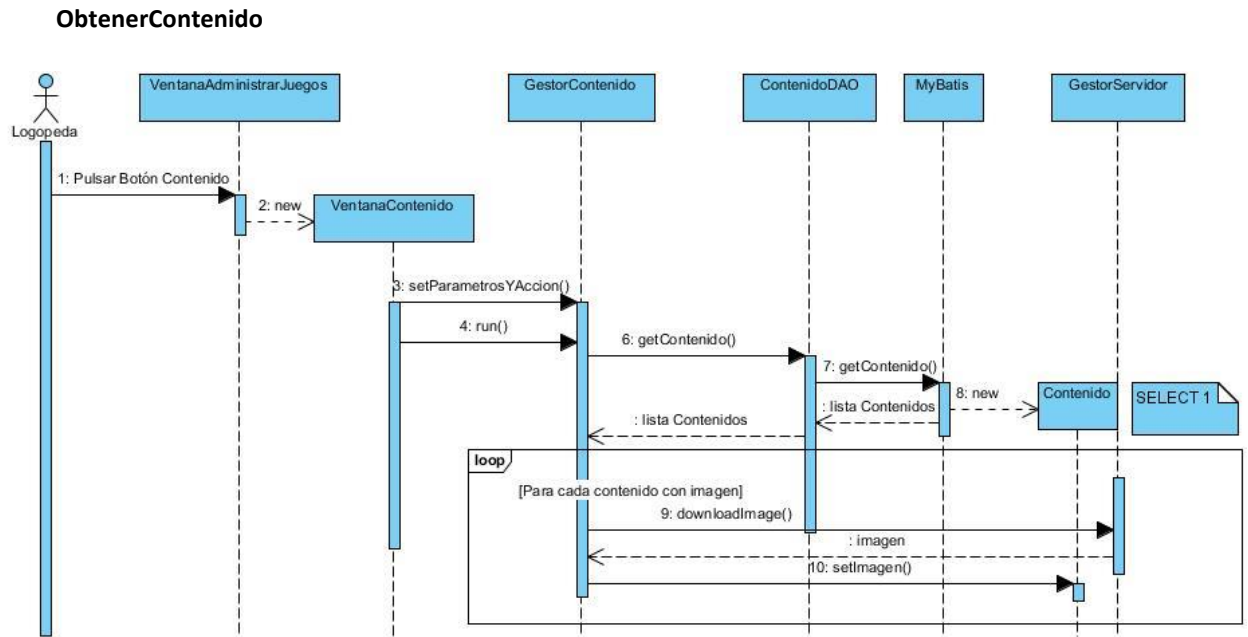 ObtenerContenido
VentanaAdministrarJuegos
GestorContenido
ContenidoDAO
MyBatis
GestorServidor
Logopeda
1: Pulsar Botón Contenido
2: new
VentanaContenido
3: setParametrosYAccion()
4: run()
6: getContenido()
7: getContenido()
8: new
Contenido
SELECT 1
: lista Contenidos
: lista Contenidos
loop
[Para cada contenido con imagen]
9: downloadImage()
: imagen
10: setImagen()